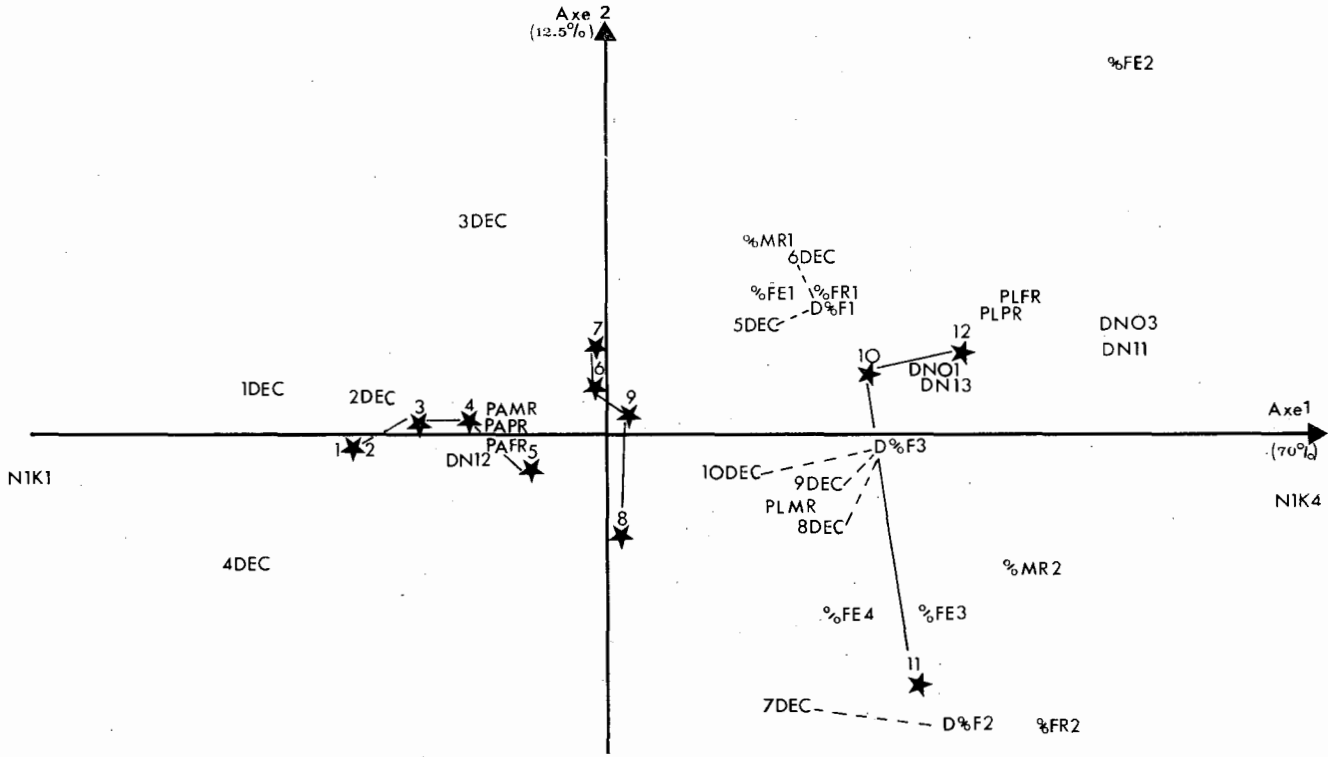 Axe 2
(12.5%)
%FE2
3DEC
%MR1
6DEC
%FE1 %FR1
PLFR
D%F1
PLPR
5DEC
DNO3
7
12
DN11
10
6
DNO1
1DEC
DN13
2DEC
9
3
4
PAMR
Axe1
PAPR
1
2
PAFR
5
D%F3
(70%)
DN12
N1K1
10DEC
9DEC
PLMR
N1K4
8
8DEC
4DEC
%MR2
%FE4
%FE3
11
7DEC
D%F2
%FR2